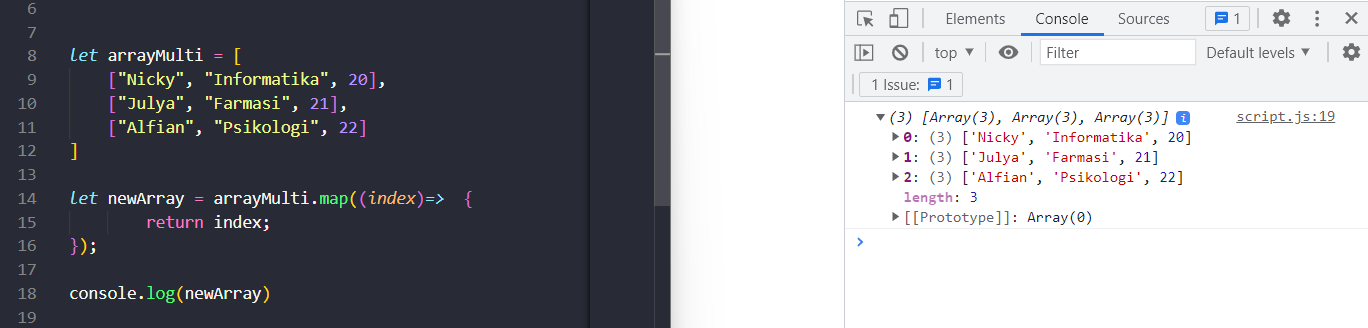 6
7
8 let arrayMulti = [
9 ["Nicky", "Informatika", 20],
10 ["Julya", "Farmasi", 21],
11 ["Alfian", "Psikologi", 22]
12 ]
13
14 let newArray = arrayMulti.map((index)=> {
15 return index;
16 });
17
18 console.log(newArray)
19
Elements Console Sources 1
top Filter Default levels
1 Issue: 1
(3) [Array(3), Array(3), Array(3)] i script.js:19
0: (3) ['Nicky', 'Informatika', 20]
1: (3) ['Julya', 'Farmasi', 21]
2: (3) ['Alfian', 'Psikologi', 22]
length: 3
[[Prototype]]: Array(0)